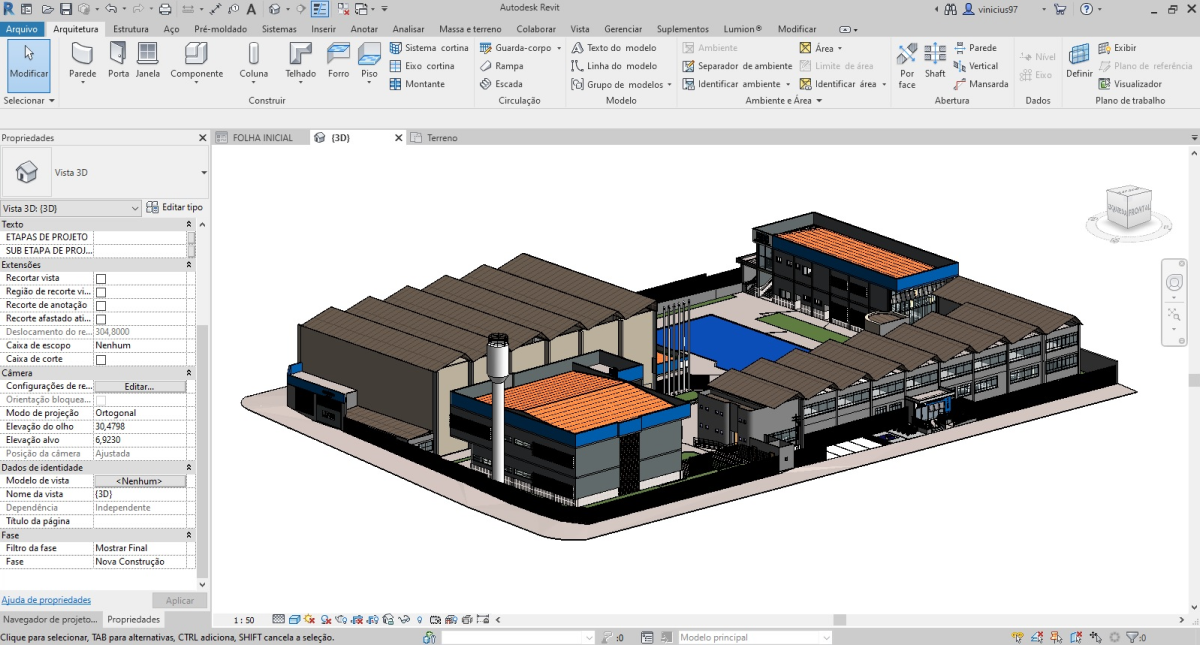 Autodesk Revit
vinicius97
Arquivo Arquitetura Estrutura Aço Pré-moldado Sistemas Inserir Anotar Analisar Massa e terreno Colaborar Vista Gerenciar Suplementos Lumion® Modificar
Modificar
Parede Porta Janela Componente Coluna Telhado Forro Piso
Sistema cortina
Eixo cortina
Montante
Guarda-corpo
Rampa
Escada
Texto do modelo
Linha do modelo
Grupo de modelos
Ambiente
Separador de ambiente
Identificar ambiente
Área
Limite de área
Identificar área
Por face
Shaft
Parede
Vertical
Mansarda
Nível
Eixo
Definir
Exibir
Plano de referência
Visualizador
Selecionar Construir Circulação Modelo Ambiente e Área Abertura Dados Plano de trabalho
Propriedades
FOLHA INICIAL {3D} Terreno
Vista 3D
Vista 3D: {3D} Editar tipo
Texto
ETAPAS DE PROJETO
SUB ETAPA DE PROJ...
Extensões
Recortar vista
Região de recorte vi...
Recorte de anotação
Recorte afastado ati...
Deslocamento do re... 304,8000
Caixa de escopo Nenhum
Caixa de corte
Câmera
Configurações de re... Editar...
Orientação bloquea...
Modo de projeção Ortogonal
Elevação do olho 30,4798
Elevação alvo 6,9230
Posição da câmera Ajustada
Dados de identidade
Modelo de vista <Nenhum>
Nome da vista {3D}
Dependência Independente
Título da página
Fase
Filtro da fase Mostrar Final
Fase Nova Construção
Ajuda de propriedades Aplicar
Navegador de projeto... Propriedades
1 : 50
Clique para selecionar, TAB para alternativas, CTRL adiciona, SHIFT cancela a seleção.
:0
Modelo principal
:0
FRONTAL